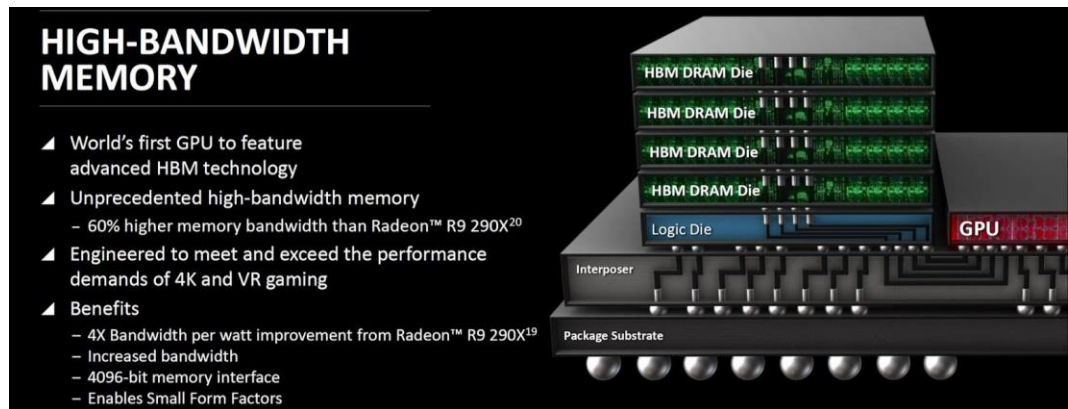 HIGH-BANDWIDTH
MEMORY
World's first GPU to feature
advanced HBM technology
Unprecedented high-bandwidth memory
– 60% higher memory bandwidth than Radeon™ R9 290X²⁰
Engineered to meet and exceed the performance
demands of 4K and VR gaming
Benefits
– 4X Bandwidth per watt improvement from Radeon™ R9 290X¹⁹
– Increased bandwidth
– 4096-bit memory interface
– Enables Small Form Factors
HBM DRAM Die
HBM DRAM Die
HBM DRAM Die
HBM DRAM Die
Logic Die
GPU
Interposer
Package Substrate